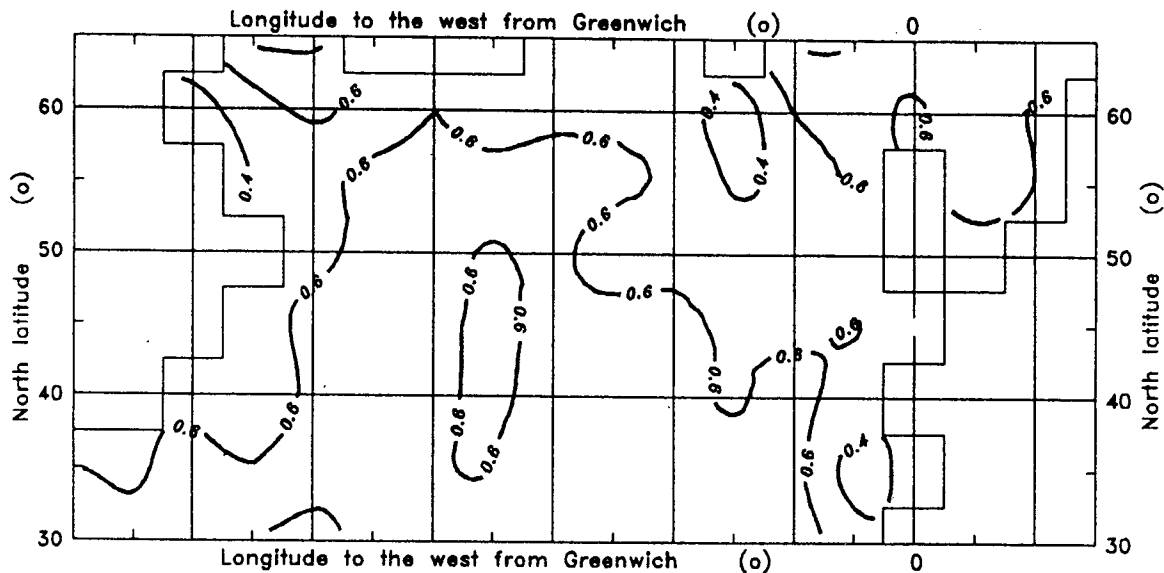 Longitude to the west from Greenwich (o) 0
0.6 0.4 0.6 0.6
60 0.4 0.6 0.6 0.6 0.4 -0.6 60
North latitude (o) 0.6 (o)
50 0.6 0.6 0.6 0.6 50
0.6 0.6
40 0.6 0.6 40
0.6 0.6 0.6 0.6 0.6 0.4 North latitude
30 30
Longitude to the west from Greenwich (o) 0